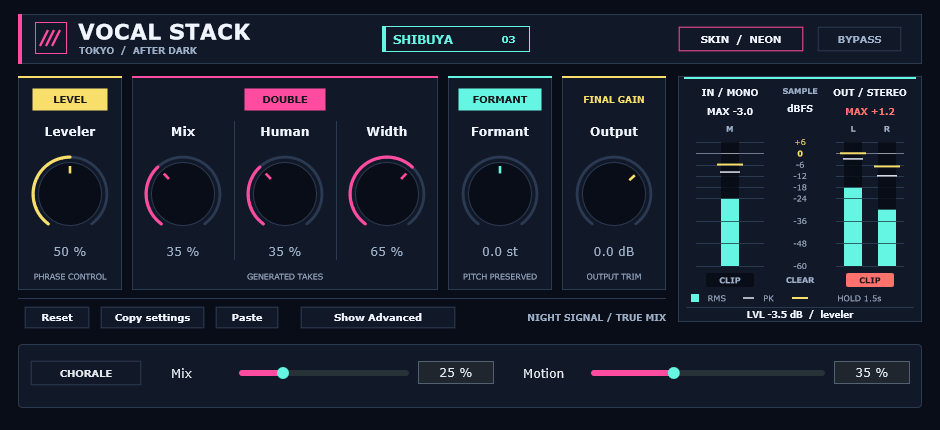 VOCAL STACK
TOKYO / AFTER DARK
SHIBUYA 03
SKIN / NEON
BYPASS
LEVEL
Leveler
50 %
PHRASE CONTROL
DOUBLE
Mix Human Width
35 % 35 % 65 %
GENERATED TAKES
FORMANT
Formant
0.0 st
PITCH PRESERVED
FINAL GAIN
Output
0.0 dB
OUTPUT TRIM
IN / MONO SAMPLE OUT / STEREO
MAX -3.0 dBFS MAX +1.2
M L R
+6
0
-6
-12
-18
-24
-36
-48
-60
CLIP CLEAR CLIP
RMS PK HOLD 1.5s
LVL -3.5 dB / leveler
Reset Copy settings Paste Show Advanced NIGHT SIGNAL / TRUE MIX
CHORALE Mix 25 % Motion 35 %